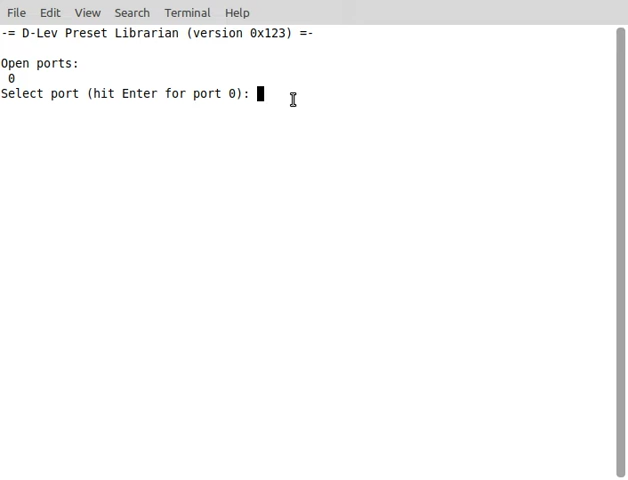 File Edit View Search Terminal Help
-= D-Lev Preset Librarian (version 0x123) =-
Open ports:
0
Select port (hit Enter for port 0):